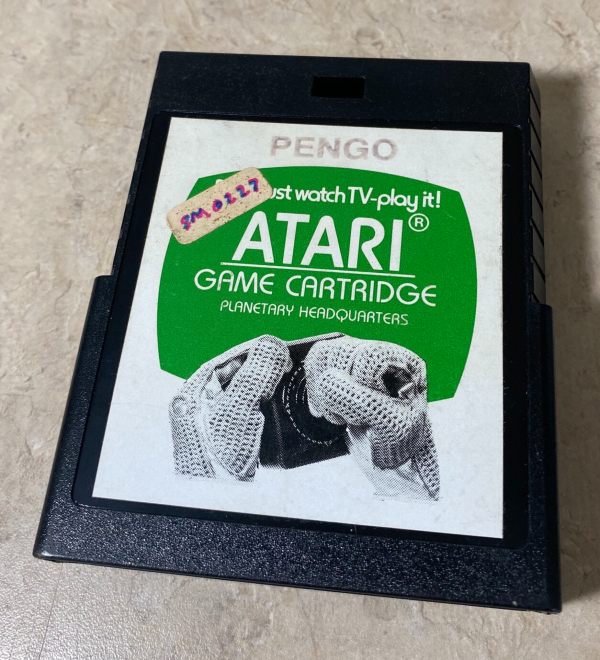 PENGO
ust watch TV-play it!
SM 0227
ATARI®
GAME CARTRIDGE
PLANETARY HEADQUARTERS